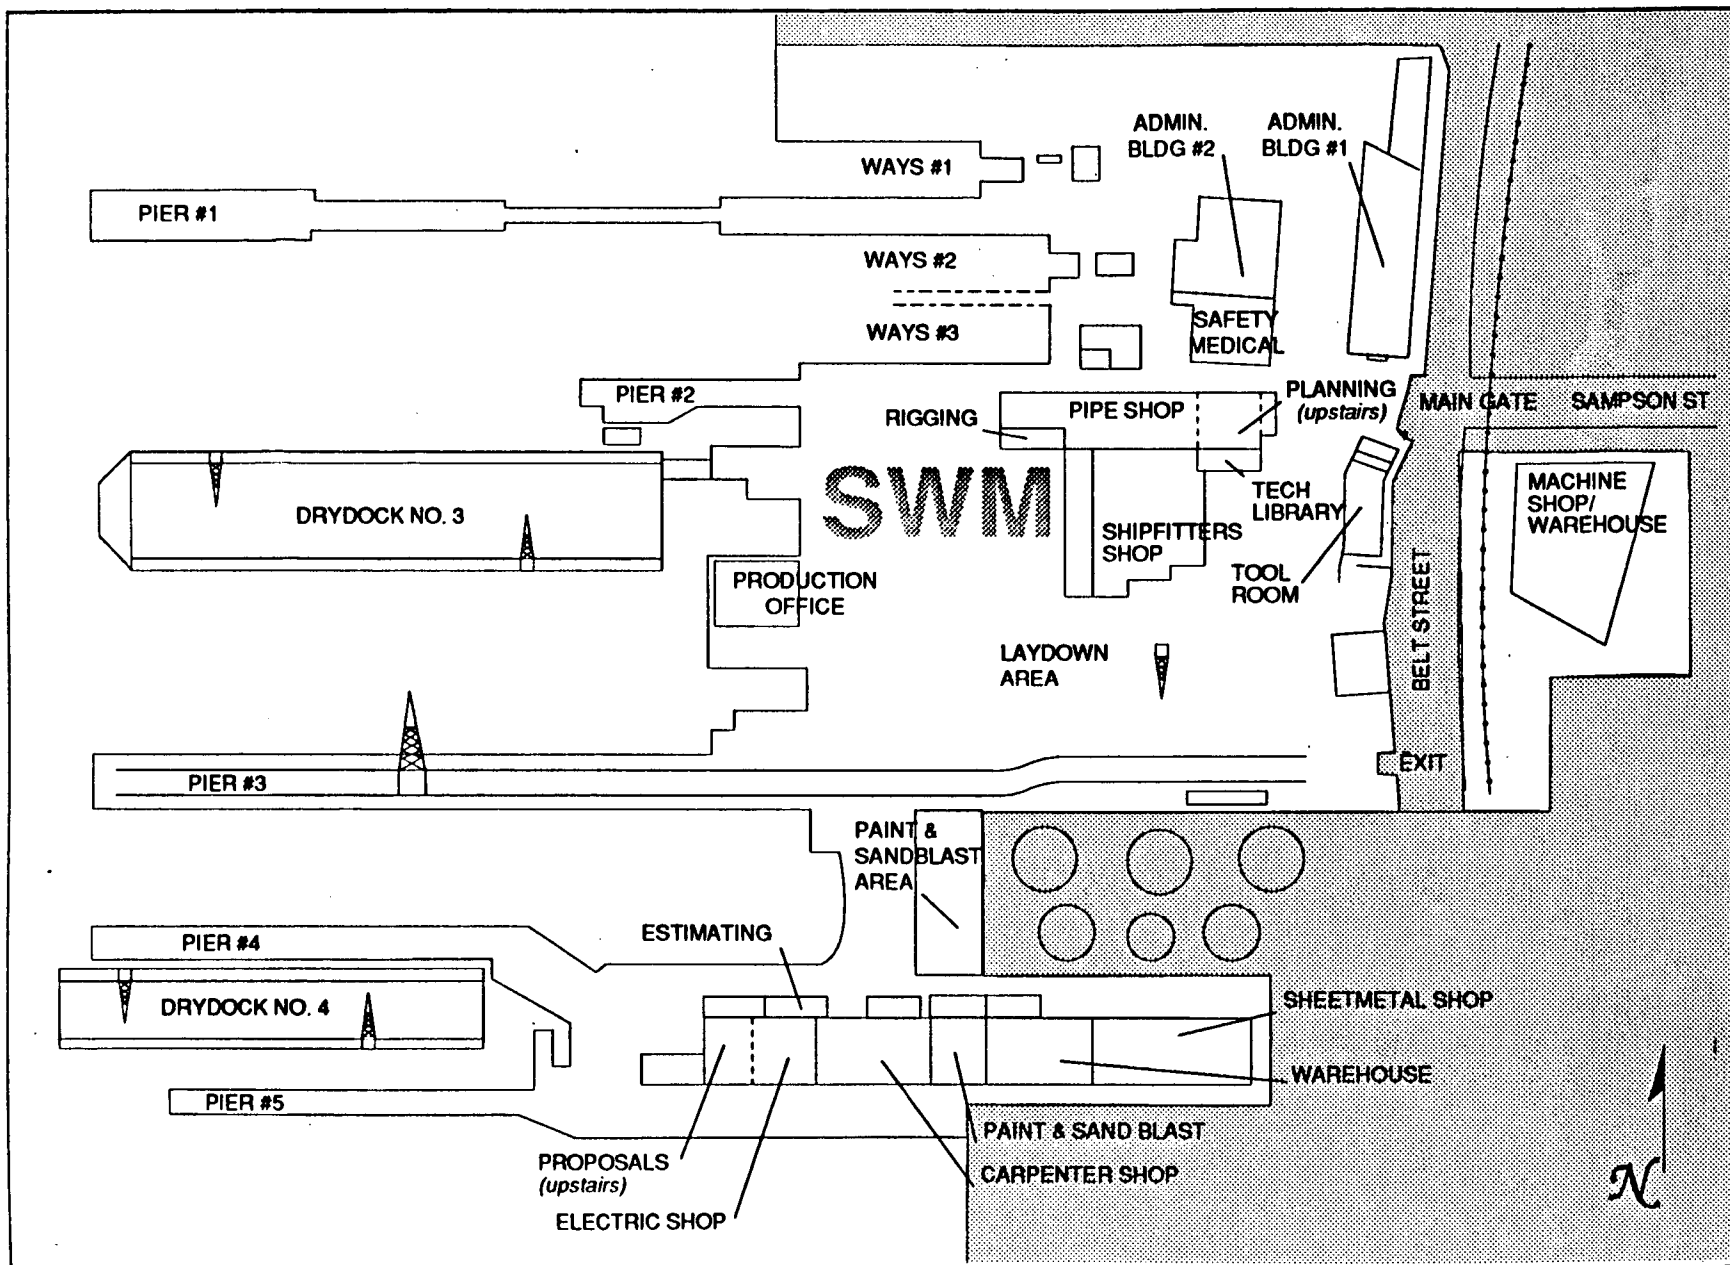 ADMIN.
BLDG #2
ADMIN.
BLDG #1
WAYS #1
PIER #1
WAYS #2
WAYS #3
SAFETY
MEDICAL
PIER #2
RIGGING
PIPE SHOP
PLANNING
(upstairs)
MAIN GATE
SAMPSON ST
SWM
DRYDOCK NO. 3
TECH
LIBRARY
MACHINE
SHOP/
WAREHOUSE
SHIPFITTERS
SHOP
TOOL
ROOM
PRODUCTION
OFFICE
BELT STREET
LAYDOWN
AREA
EXIT
PIER #3
PAINT &
SANDBLAST
AREA
PIER #4
ESTIMATING
DRYDOCK NO. 4
SHEETMETAL SHOP
WAREHOUSE
PIER #5
PAINT & SAND BLAST
PROPOSALS
(upstairs)
CARPENTER SHOP
ELECTRIC SHOP
N